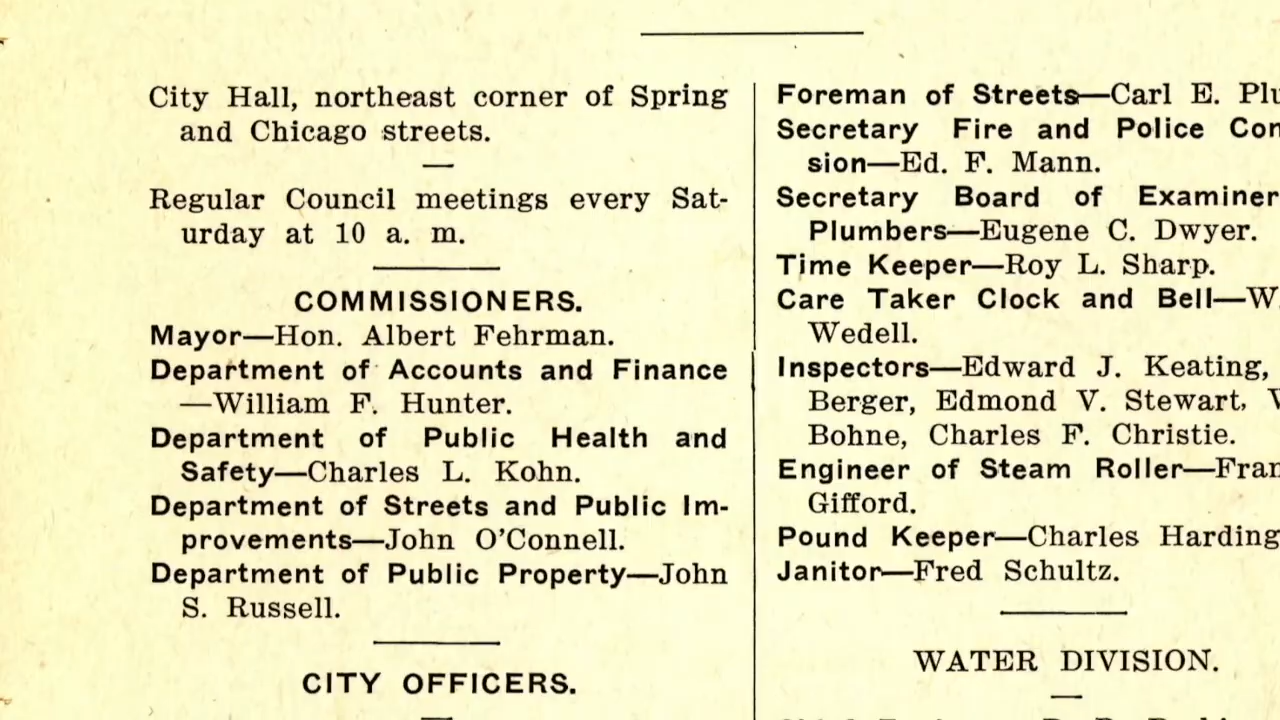 City Hall, northeast corner of Spring
and Chicago streets.
Regular Council meetings every Sat-
urday at 10 a. m.
COMMISSIONERS.
Mayor—Hon. Albert Fehrman.
Department of Accounts and Finance
—William F. Hunter.
Department of Public Health and
Safety—Charles L. Kohn.
Department of Streets and Public Im-
provements—John O'Connell.
Department of Public Property—John
S. Russell.
CITY OFFICERS.
Foreman of Streets—Carl E.
Secretary Fire and Police
sion—Ed. F. Mann.
Secretary Board of Examiner
Plumbers—Eugene C. Dwyer.
Time Keeper—Roy L. Sharp.
Care Taker Clock and Bell—W
Wedell.
Inspectors—Edward J. Keating,
Berger, Edmond V. Stewart,
Bohne, Charles F. Christie.
Engineer of Steam Roller—
Gifford.
Pound Keeper—Charles Harding
Janitor—Fred Schultz.
WATER DIVISION.